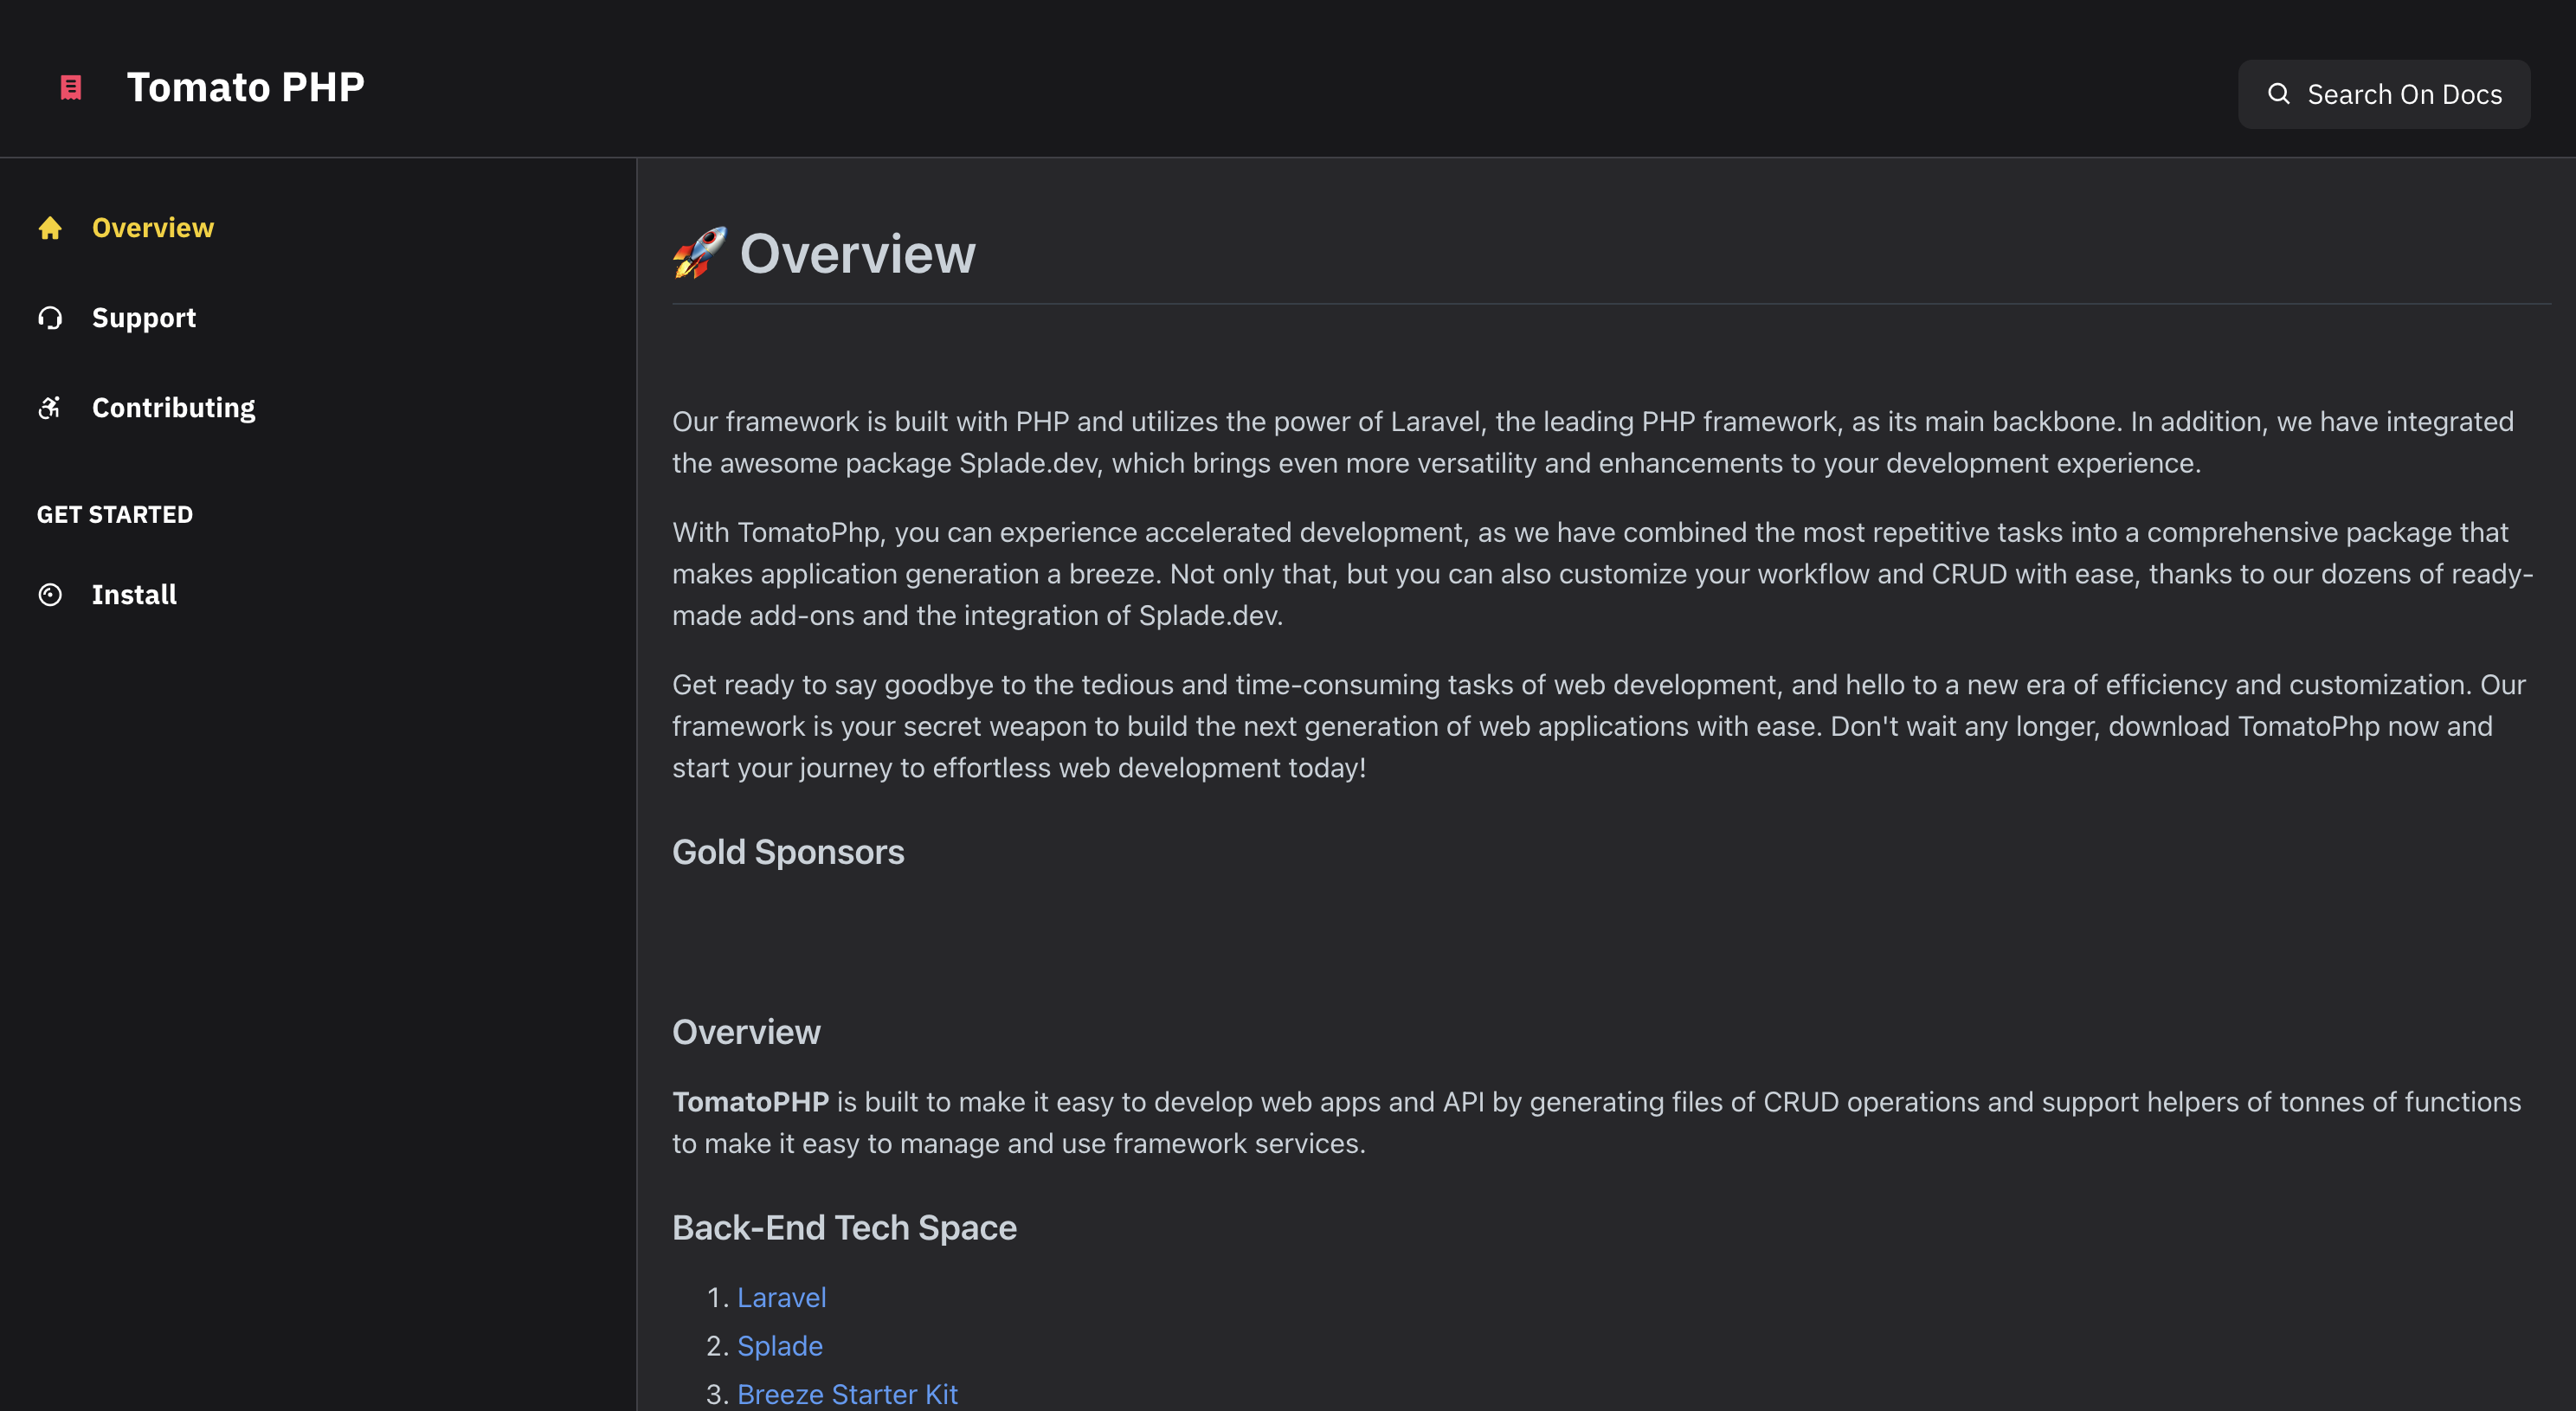 Tomato PHP
Search On Docs
Overview
Support
Contributing
GET STARTED
Install
🚀 Overview
Our framework is built with PHP and utilizes the power of Laravel, the leading PHP framework, as its main backbone. In addition, we have integrated
the awesome package Splade.dev, which brings even more versatility and enhancements to your development experience.
With TomatoPhp, you can experience accelerated development, as we have combined the most repetitive tasks into a comprehensive package that
makes application generation a breeze. Not only that, but you can also customize your workflow and CRUD with ease, thanks to our dozens of ready-
made add-ons and the integration of Splade.dev.
Get ready to say goodbye to the tedious and time-consuming tasks of web development, and hello to a new era of efficiency and customization. Our
framework is your secret weapon to build the next generation of web applications with ease. Don't wait any longer, download TomatoPhp now and
start your journey to effortless web development today!
Gold Sponsors
Overview
TomatoPHP is built to make it easy to develop web apps and API by generating files of CRUD operations and support helpers of tonnes of functions
to make it easy to manage and use framework services.
Back-End Tech Space
1. Laravel
2. Splade
3. Breeze Starter Kit